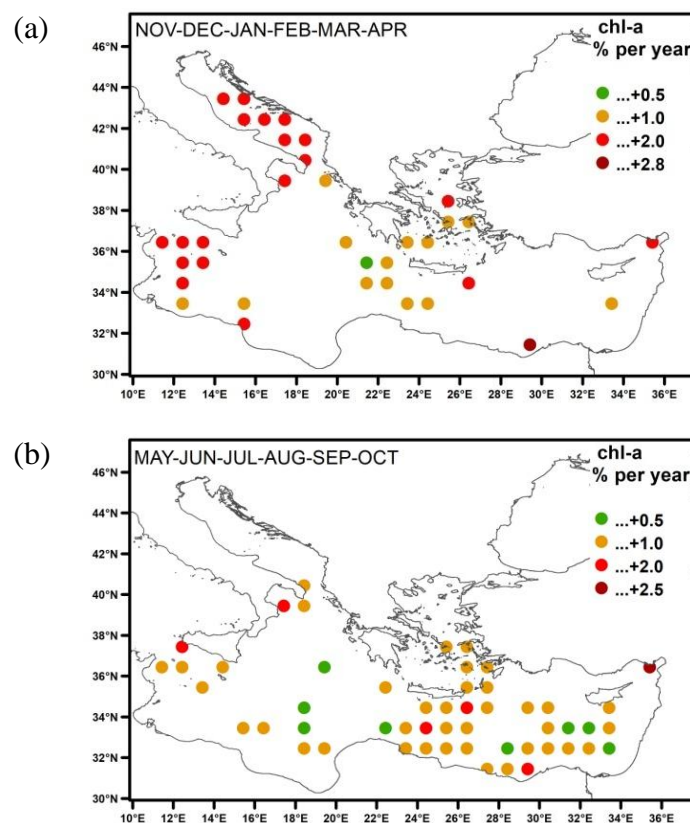 (a)
NOV-DEC-JAN-FEB-MAR-APR
chl-a
% per year
...+0.5
...+1.0
...+2.0
...+2.8
46°N
44°N
42°N
40°N
38°N
36°N
34°N
32°N
30°N
10°E 12°E 14°E 16°E 18°E 20°E 22°E 24°E 26°E 28°E 30°E 32°E 34°E 36°E
(b)
MAY-JUN-JUL-AUG-SEP-OCT
chl-a
% per year
...+0.5
...+1.0
...+2.0
...+2.5
46°N
44°N
42°N
40°N
38°N
36°N
34°N
32°N
30°N
10°E 12°E 14°E 16°E 18°E 20°E 22°E 24°E 26°E 28°E 30°E 32°E 34°E 36°E